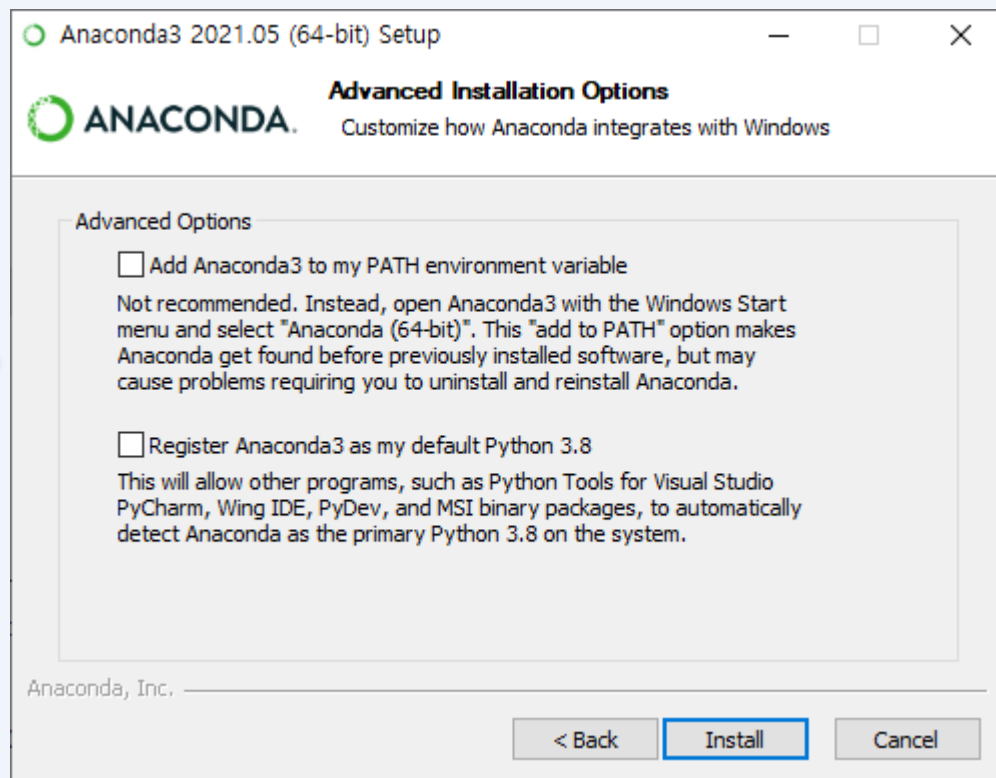 Anaconda3 2021.05 (64-bit) Setup
ANACONDA.
Advanced Installation Options
Customize how Anaconda integrates with Windows
Advanced Options
Add Anaconda3 to my PATH environment variable
Not recommended. Instead, open Anaconda3 with the Windows Start
menu and select "Anaconda (64-bit)". This "add to PATH" option makes
Anaconda get found before previously installed software, but may
cause problems requiring you to uninstall and reinstall Anaconda.
Register Anaconda3 as my default Python 3.8
This will allow other programs, such as Python Tools for Visual Studio
PyCharm, Wing IDE, PyDev, and MSI binary packages, to automatically
detect Anaconda as the primary Python 3.8 on the system.
Anaconda, Inc.
< Back
Install
Cancel